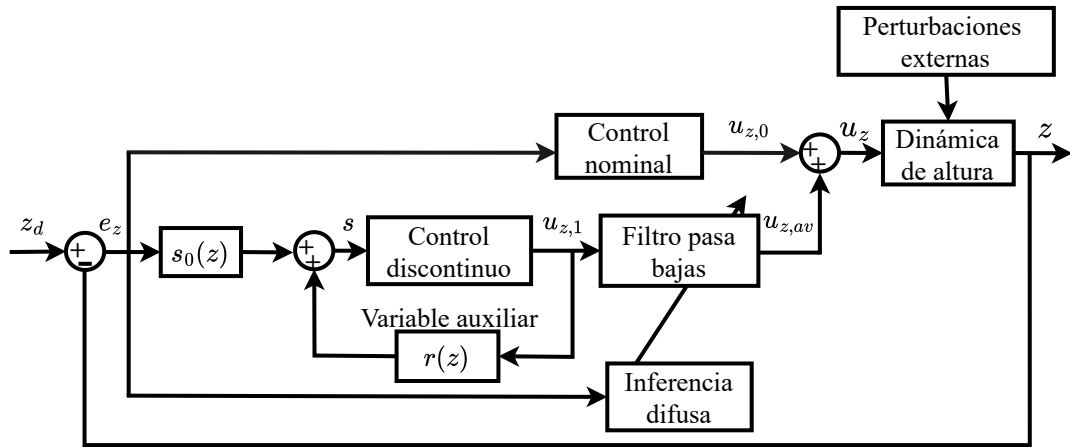 Perturbaciones
externas
Control
nominal
u_{z,0}
u_z
Dinámica
de altura
z
+
+
z_d
e_z
+
-
s_0(z)
+
+
s
Control
discontinuo
u_{z,1}
Filtro pasa
bajas
u_{z,av}
Variable auxiliar
r(z)
Inferencia
difusa